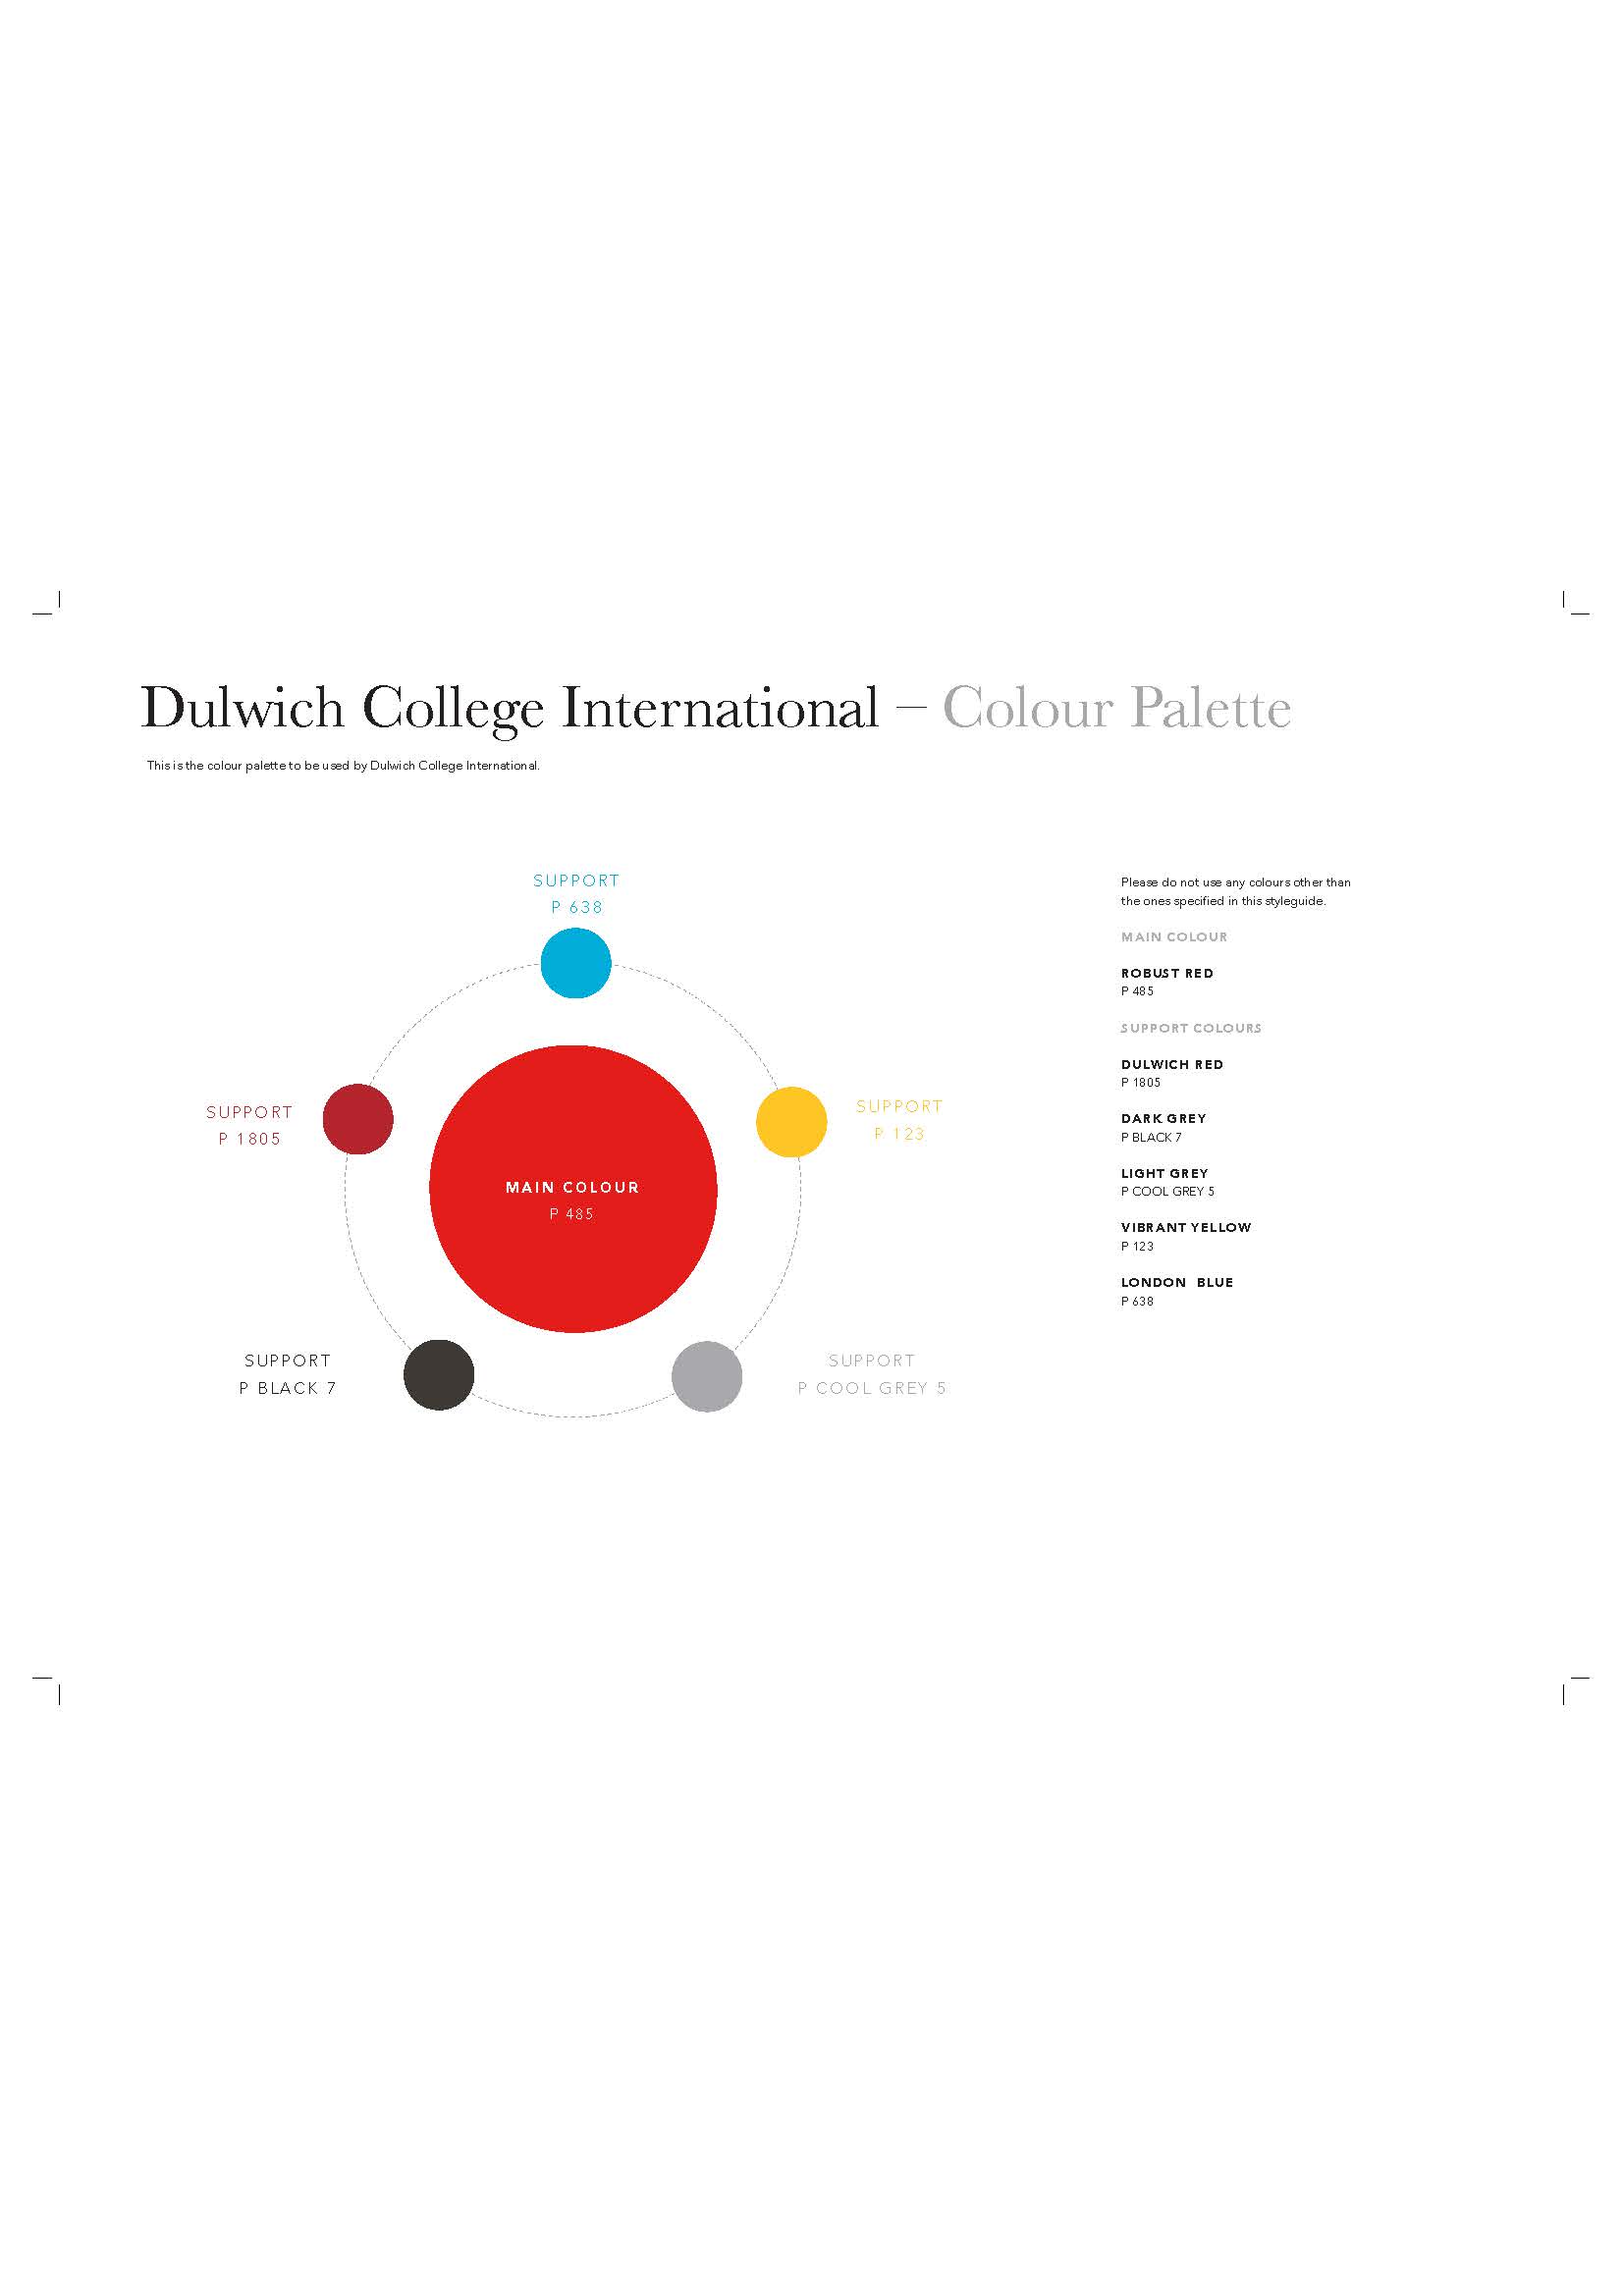 Dulwich College International — Colour Palette
This is the colour palette to be used by Dulwich College International.
SUPPORT
P 638
SUPPORT
P 1805
SUPPORT
P 123
MAIN COLOUR
P 485
SUPPORT
P BLACK 7
SUPPORT
P COOL GREY 5
Please do not use any colours other than
the ones specified in this styleguide.
MAIN COLOUR
ROBUST RED
P 485
SUPPORT COLOURS
DULWICH RED
P 1805
DARK GREY
P BLACK 7
LIGHT GREY
P COOL GREY 5
VIBRANT YELLOW
P 123
LONDON BLUE
P 638